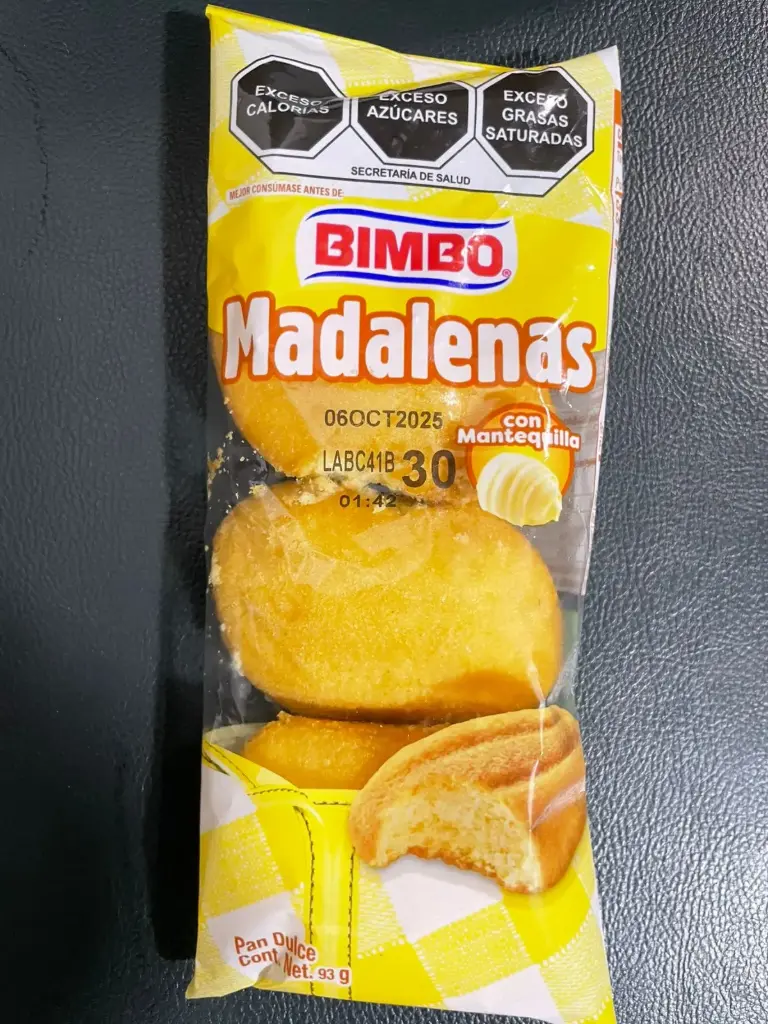 EXCESO
CALORÍAS
EXCESO
AZÚCARES
EXCESO
GRASAS
SATURADAS
SECRETARÍA DE SALUD
MEJOR CONSÚMASE ANTES DE:
BIMBO®
Madalenas
06OCT2025
con
Mantequilla
LABC41B 30
01:42
Pan Dulce
Cont. Net. 93 g